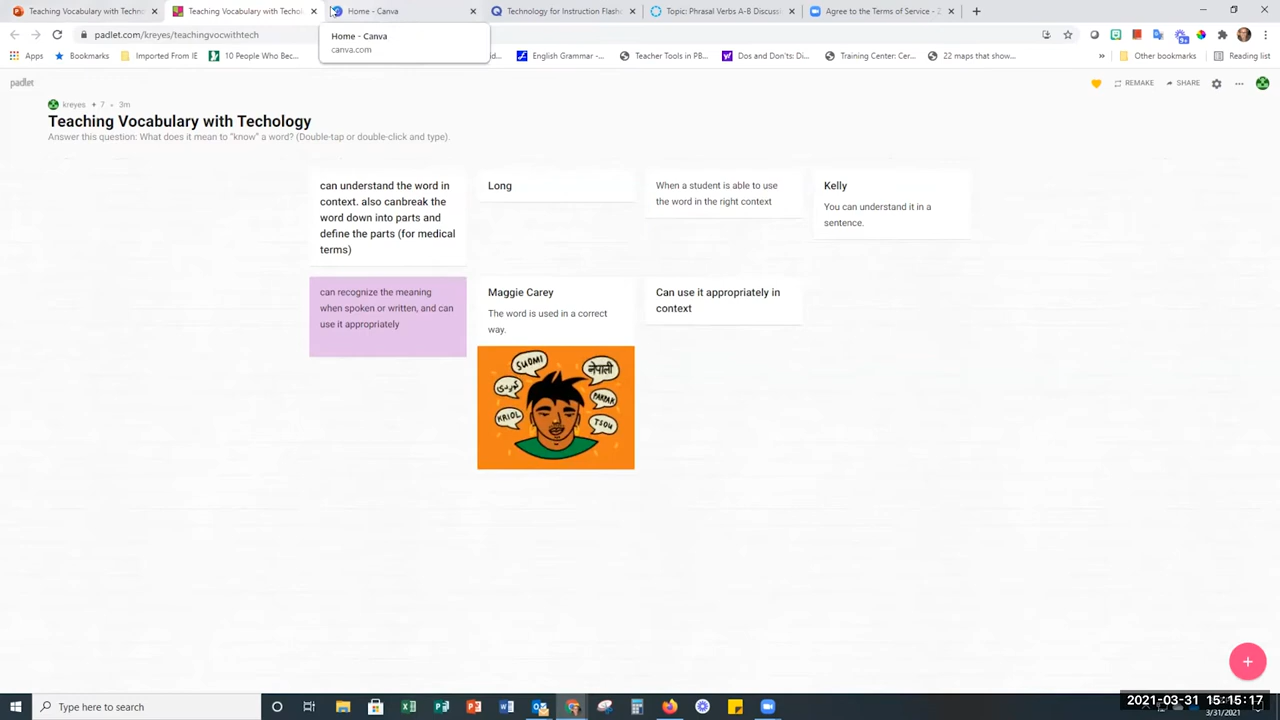 Teaching Vocabulary with Techno
Teaching Vocabulary with Techol
Home - Canva
Technology for Instruction Flash
Topic: Phrasal Verbs A-B Discuss
Agree to the Terms of Service - 2
Home - Canva
canva.com
padlet.com/kreyes/teachingvocwithtech
Apps
Bookmarks
Imported From IE
10 People Who Bec...
English Grammar -...
Teacher Tools in PB...
Dos and Don'ts: Di...
Training Center: Cer...
22 maps that show...
»
Other bookmarks
Reading list
padlet
REMAKE
SHARE
kreyes + 7 • 3m
Teaching Vocabulary with Techology
Answer this question: What does it mean to "know" a word? (Double-tap or double-click and type).
can understand the word in
context. also canbreak the
word down into parts and
define the parts (for medical
terms)
Long
When a student is able to use
the word in the right context
Kelly
You can understand it in a
sentence.
can recognize the meaning
when spoken or written, and can
use it appropriately
Maggie Carey
The word is used in a correct
way.
SUOMI
नेपाली
KRIOL
TSOU
Can use it appropriately in
context
Type here to search
2021-03-31 15:15:17
3/31/2021